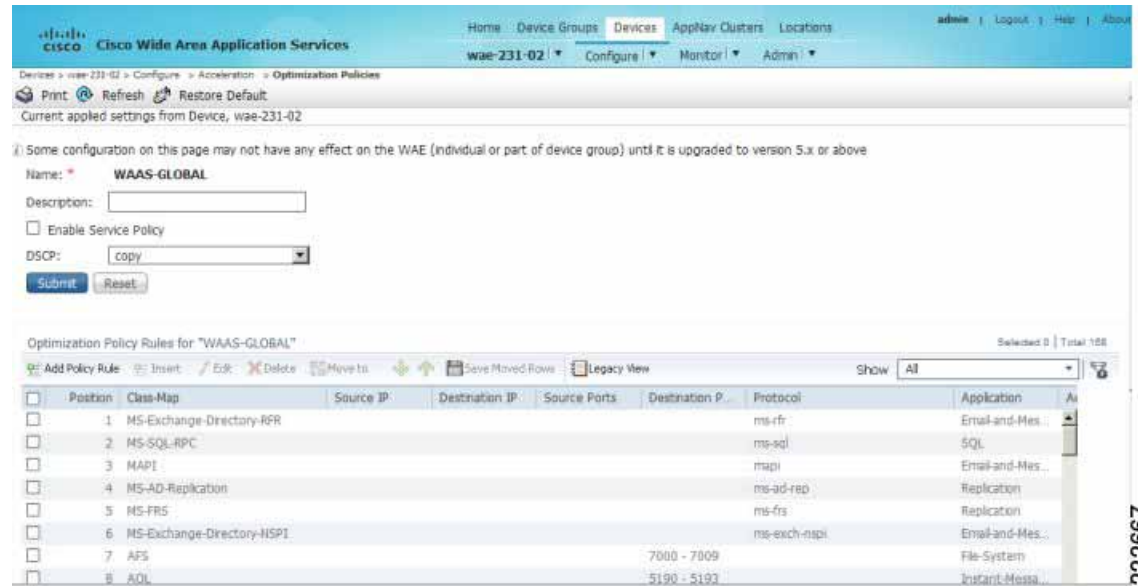 Home Device Groups Devices AppNav Clusters Locations
admin | Logout | Help | About
cisco Cisco Wide Area Application Services
wae-231-02 Configure Monitor Admin
Devices > wae-231-02 > Configure > Acceleration > Optimization Policies
Print Refresh Restore Default
Current applied settings from Device, wae-231-02
Some configuration on this page may not have any effect on the WAE (individual or part of device group) until it is upgraded to version 5.x or above
Name: * WAAS-GLOBAL
Description:
Enable Service Policy
DSCP: copy
Submit Reset
Optimization Policy Rules for "WAAS-GLOBAL"
Selected 0 | Total 168
Add Policy Rule Insert Edit Delete Move to Save Moved Rows Legacy View Show All
Position Class-Map Source IP Destination IP Source Ports Destination P... Protocol Application
1 MS-Exchange-Directory-RFR ms-rfr Email-and-Mes...
2 MS-SQL-RPC ms-sql SQL
3 MAPI mapi Email-and-Mes...
4 MS-AD-Replication ms-ad-rep Replication
5 MS-FRS ms-frs Replication
6 MS-Exchange-Directory-NSPI ms-exch-nspi Email-and-Mes...
7 AFS 7000 - 7009 File-System
8 AOL 5190 - 5193 Instant-Messa...